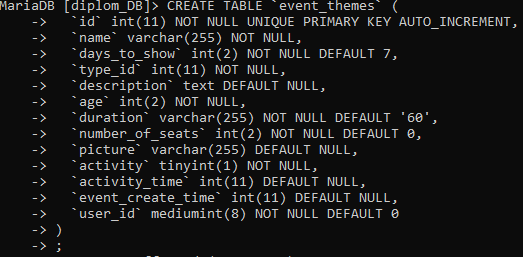 MariaDB [diplom_DB]> CREATE TABLE `event_themes` (
-> `id` int(11) NOT NULL UNIQUE PRIMARY KEY AUTO_INCREMENT,
-> `name` varchar(255) NOT NULL,
-> `days_to_show` int(2) NOT NULL DEFAULT 7,
-> `type_id` int(11) NOT NULL,
-> `description` text DEFAULT NULL,
-> `age` int(2) NOT NULL,
-> `duration` varchar(255) NOT NULL DEFAULT '60',
-> `number_of_seats` int(2) NOT NULL DEFAULT 0,
-> `picture` varchar(255) DEFAULT NULL,
-> `activity` tinyint(1) NOT NULL,
-> `activity_time` int(11) DEFAULT NULL,
-> `event_create_time` int(11) DEFAULT NULL,
-> `user_id` mediumint(8) NOT NULL DEFAULT 0
-> )
-> ;